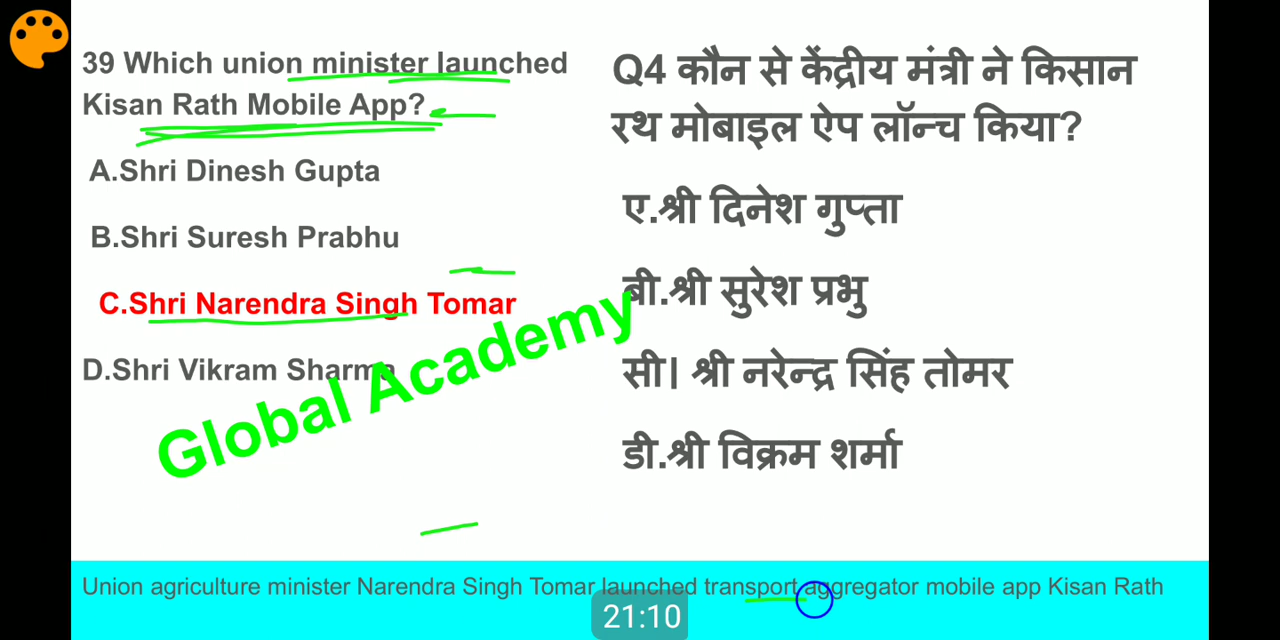 39 Which union minister launched
Kisan Rath Mobile App?
A.Shri Dinesh Gupta
B.Shri Suresh Prabhu
C.Shri Narendra Singh Tomar
D.Shri Vikram Sharma
Q4 कौन से केंद्रीय मंत्री ने किसान
रथ मोबाइल ऐप लॉन्च किया?
ए.श्री दिनेश गुप्ता
बी.श्री सुरेश प्रभु
सी। श्री नरेन्द्र सिंह तोमर
डी.श्री विक्रम शर्मा
Global Academy
Union agriculture minister Narendra Singh Tomar launched transport aggregator mobile app Kisan Rath
21:10